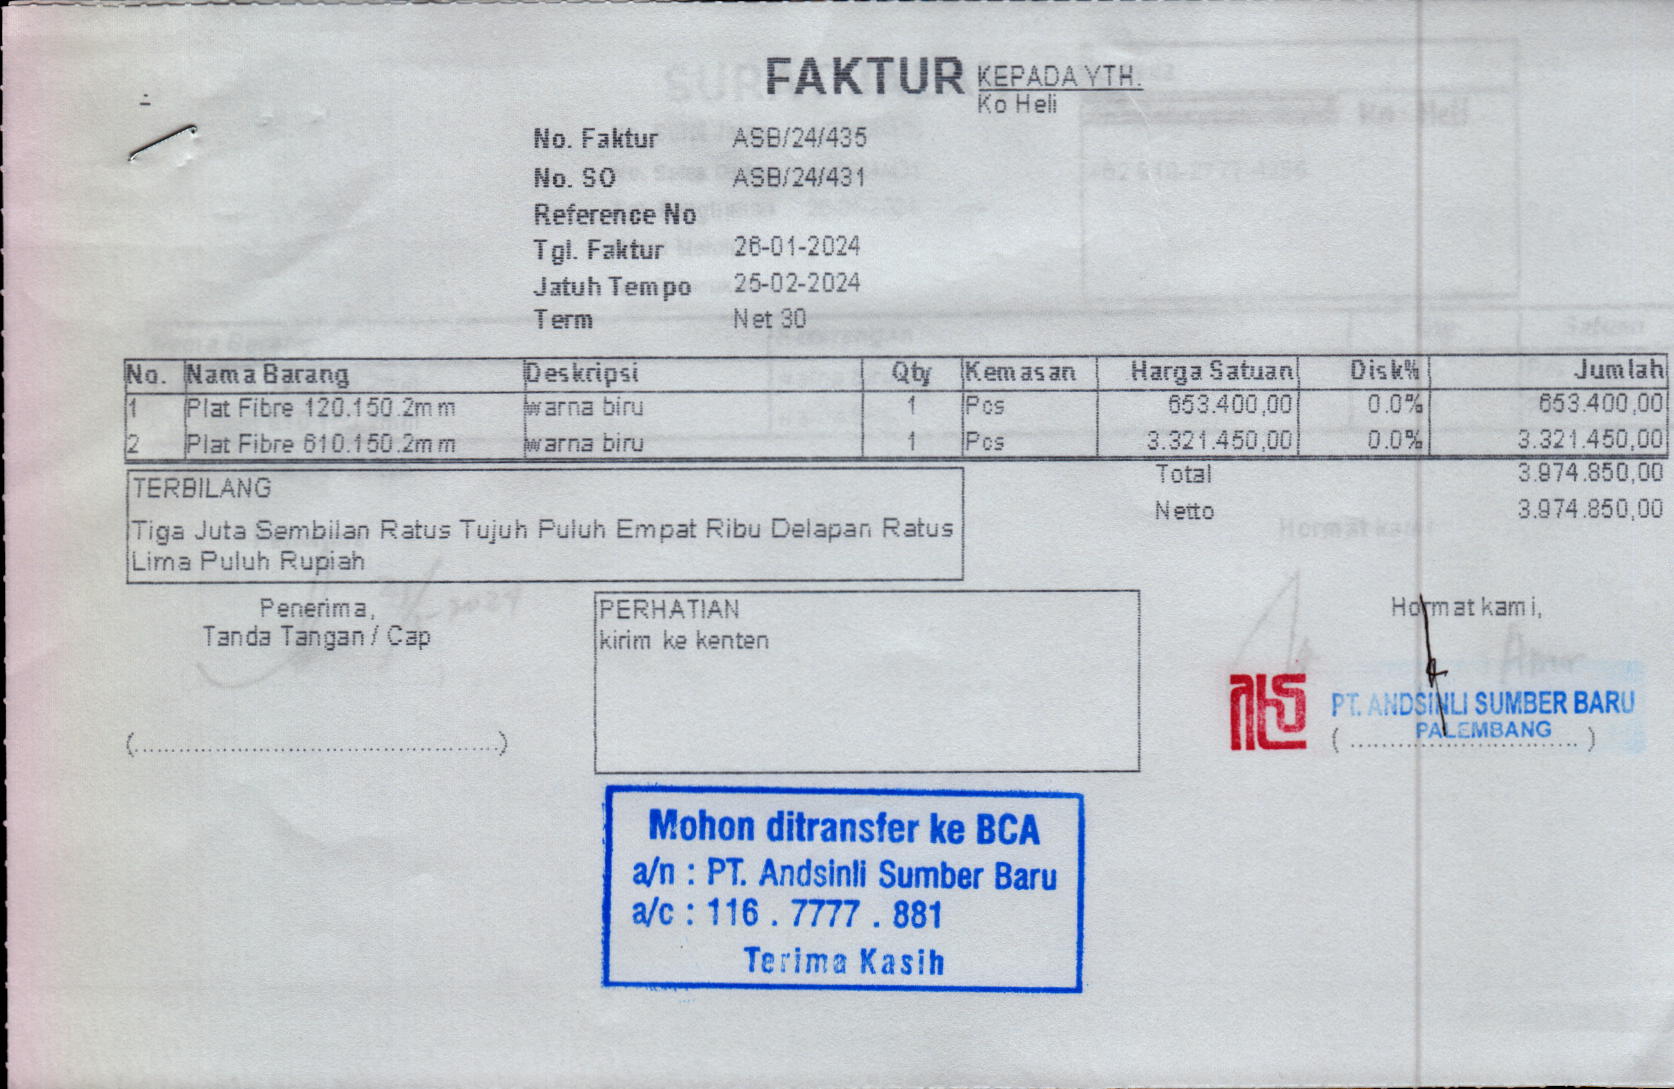 FAKTUR
KEPADA YTH.
Ko Heli
No. Faktur ASB/24/435
No. SO ASB/24/431
Reference No
Tgl. Faktur 26-01-2024
Jatuh Tempo 25-02-2024
Term Net 30
No. Nama Barang Deskripsi Qty Kemasan Harga Satuan Disk% Jumlah
1 Plat Fibre 120.150.2mm warna biru 1 Pcs 653.400,00 0.0% 653.400,00
2 Plat Fibre 610.150.2mm warna biru 1 Pcs 3.321.450,00 0.0% 3.321.450,00
Total 3.974.850,00
Netto 3.974.850,00
TERBILANG
Tiga Juta Sembilan Ratus Tujuh Puluh Empat Ribu Delapan Ratus
Lima Puluh Rupiah
Penerima,
Tanda Tangan / Cap
(.............................................)
PERHATIAN
kirim ke kenten
Hormat kami,
PT. ANDSINLI SUMBER BARU
PALEMBANG
(..............................)
Mohon ditransfer ke BCA
a/n : PT. Andsinli Sumber Baru
a/c : 116 . 7777 . 881
Terima Kasih